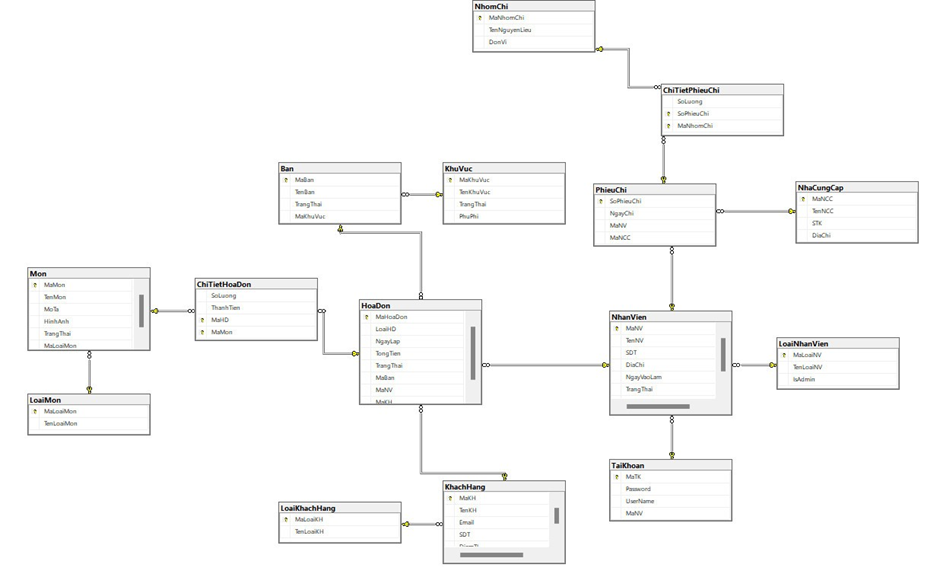 NhomChi
MaNhomChi
TenNguyenLieu
DonVi
ChiTietPhieuChi
SoLuong
SoPhieuChi
MaNhomChi
Ban
MaBan
TenBan
TrangThai
MaKhuVuc
KhuVuc
MaKhuVuc
TenKhuVuc
TrangThai
PhuPhi
PhieuChi
SoPhieuChi
NgayChi
MaNV
MaNCC
NhaCungCap
MaNCC
TenNCC
STK
DiaChi
Mon
MaMon
TenMon
MoTa
HinhAnh
TrangThai
MaLoaiMon
ChiTietHoaDon
SoLuong
ThanhTien
MaHD
MaMon
HoaDon
MaHoaDon
LoaiHD
NgayLap
TongTien
TrangThai
MaBan
MaNV
MaKH
NhanVien
MaNV
TenNV
SDT
DiaChi
NgayVaoLam
TrangThai
LoaiNhanVien
MaLoaiNV
TenLoaiNV
IsAdmin
LoaiMon
MaLoaiMon
TenLoaiMon
TaiKhoan
MaTK
Password
UserName
MaNV
KhachHang
MaKH
TenKH
Email
SDT
LoaiKhachHang
MaLoaiKH
TenLoaiKH